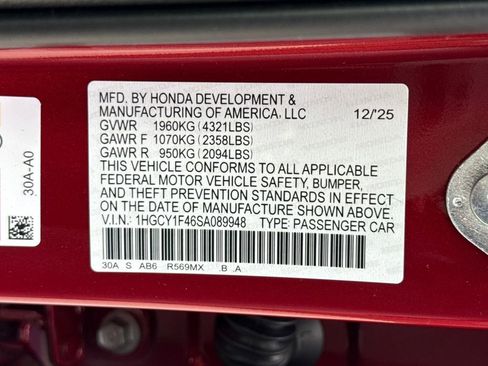 MFD. BY HONDA DEVELOPMENT &
MANUFACTURING OF AMERICA, LLC 12/'25
GVWR 1960KG (4321LBS)
GAWR F 1070KG (2358LBS)
GAWR R 950KG (2094LBS)
THIS VEHICLE CONFORMS TO ALL APPLICABLE
FEDERAL MOTOR VEHICLE SAFETY, BUMPER,
AND THEFT PREVENTION STANDARDS IN EFFECT
ON THE DATE OF MANUFACTURE SHOWN ABOVE.
V.I.N.: 1HGCY1F46SA089948 TYPE: PASSENGER CAR
30A S AB6 R569MX .B .A
30A-A0